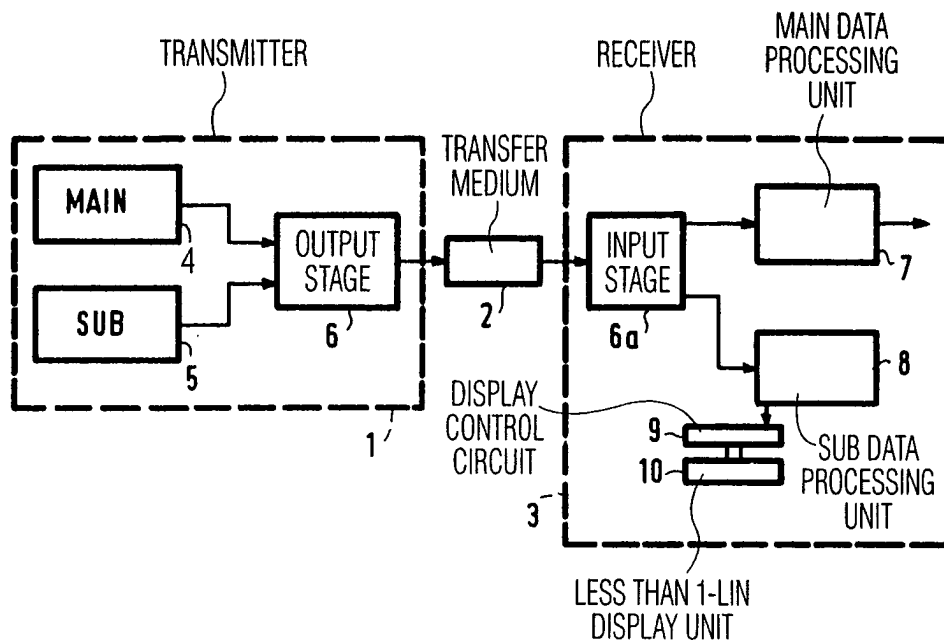 TRANSMITTER
RECEIVER
MAIN DATA
PROCESSING
UNIT
MAIN
4
SUB
5
OUTPUT
STAGE
6
1
TRANSFER
MEDIUM
2
INPUT
STAGE
6a
7
8
DISPLAY
CONTROL
CIRCUIT
9
10
3
SUB DATA
PROCESSING
UNIT
LESS THAN 1-LIN
DISPLAY UNIT